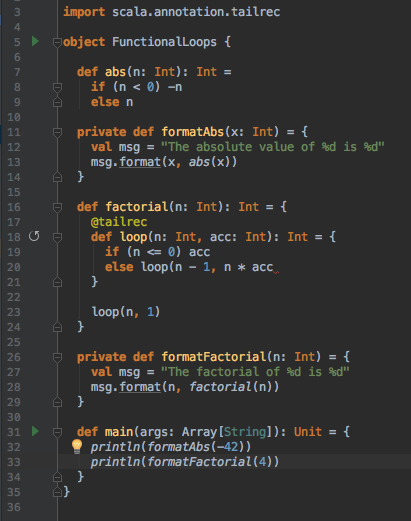 3 import scala.annotation.tailrec
4
5 object FunctionalLoops {
6
7   def abs(n: Int): Int =
8     if (n < 0) -n
9     else n
10
11   private def formatAbs(x: Int) = {
12     val msg = "The absolute value of %d is %d"
13     msg.format(x, abs(x))
14   }
15
16   def factorial(n: Int): Int = {
17     @tailrec
18     def loop(n: Int, acc: Int): Int = {
19       if (n <= 0) acc
20       else loop(n - 1, n * acc
21     }
22
23     loop(n, 1)
24   }
25
26   private def formatFactorial(n: Int) = {
27     val msg = "The factorial of %d is %d"
28     msg.format(n, factorial(n))
29   }
30
31   def main(args: Array[String]): Unit = {
32     println(formatAbs(-42))
33     println(formatFactorial(4))
34   }
35 }
36